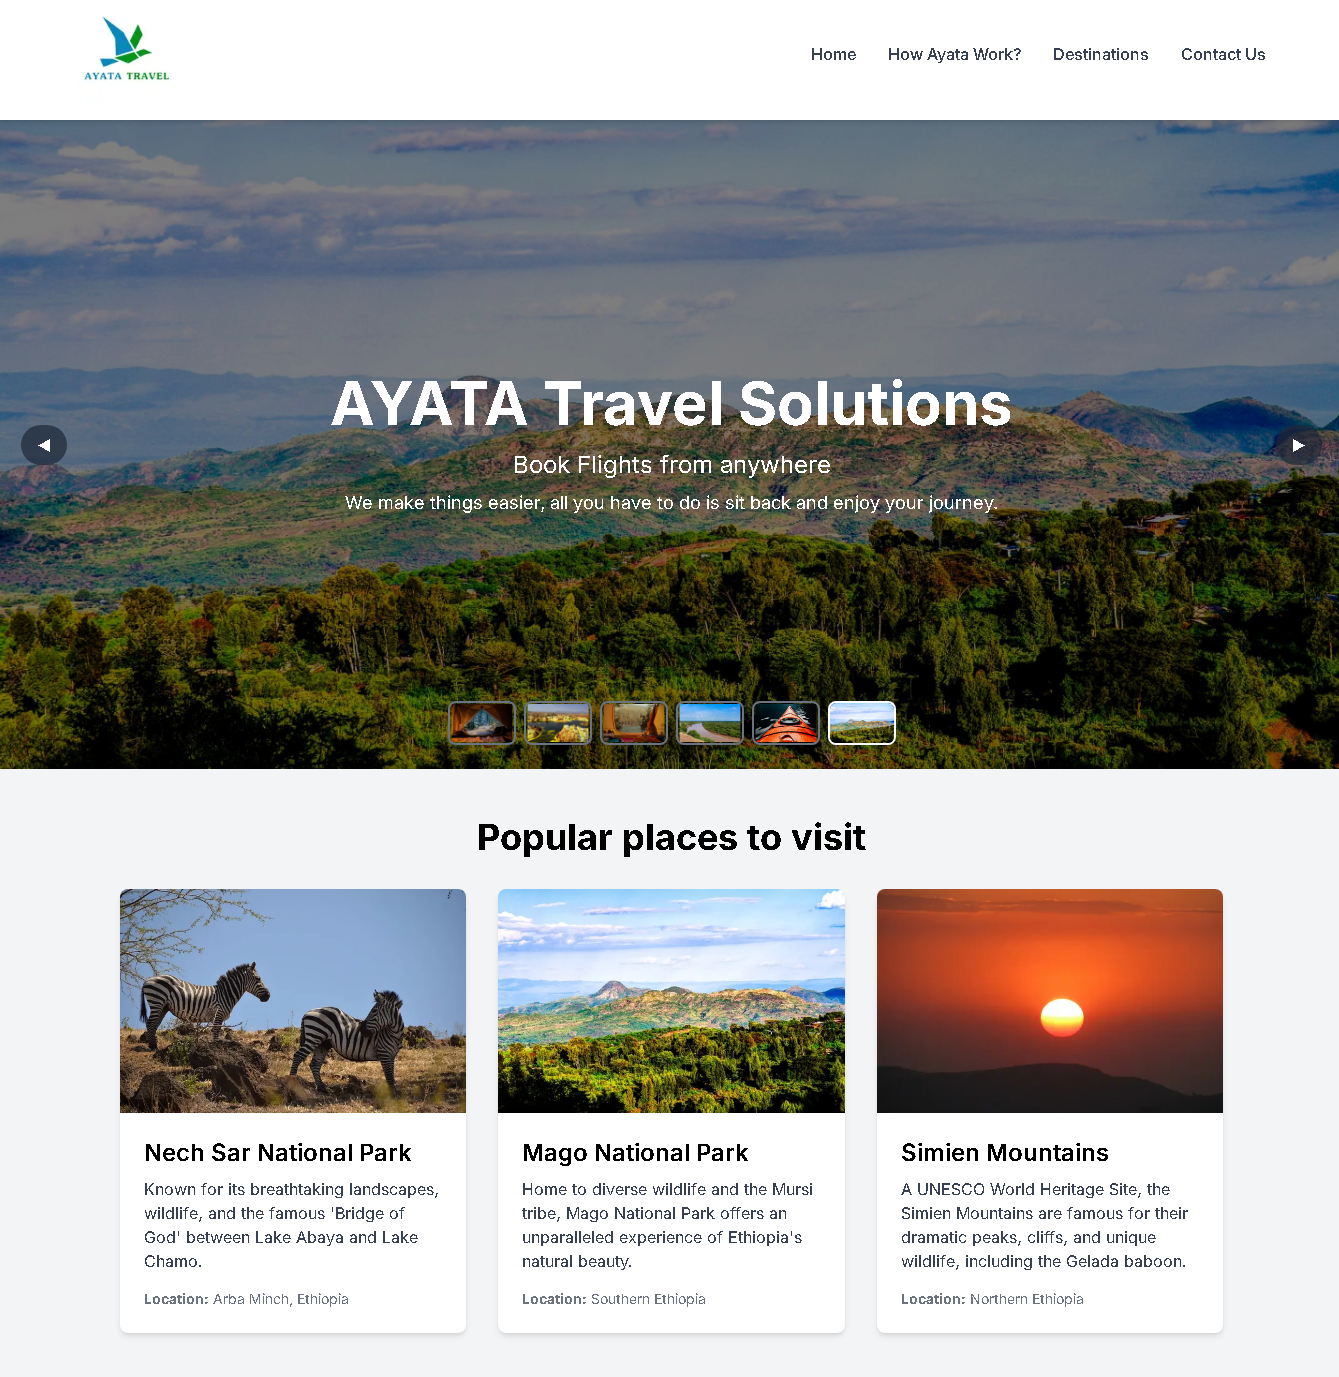 AYATA TRAVEL
Home
How Ayata Work?
Destinations
Contact Us
AYATA Travel Solutions
Book Flights from anywhere
We make things easier, all you have to do is sit back and enjoy your journey.
Popular places to visit
Nech Sar National Park
Known for its breathtaking landscapes,
wildlife, and the famous 'Bridge of
God' between Lake Abaya and Lake
Chamo.
Location: Arba Minch, Ethiopia
Mago National Park
Home to diverse wildlife and the Mursi
tribe, Mago National Park offers an
unparalleled experience of Ethiopia's
natural beauty.
Location: Southern Ethiopia
Simien Mountains
A UNESCO World Heritage Site, the
Simien Mountains are famous for their
dramatic peaks, cliffs, and unique
wildlife, including the Gelada baboon.
Location: Northern Ethiopia